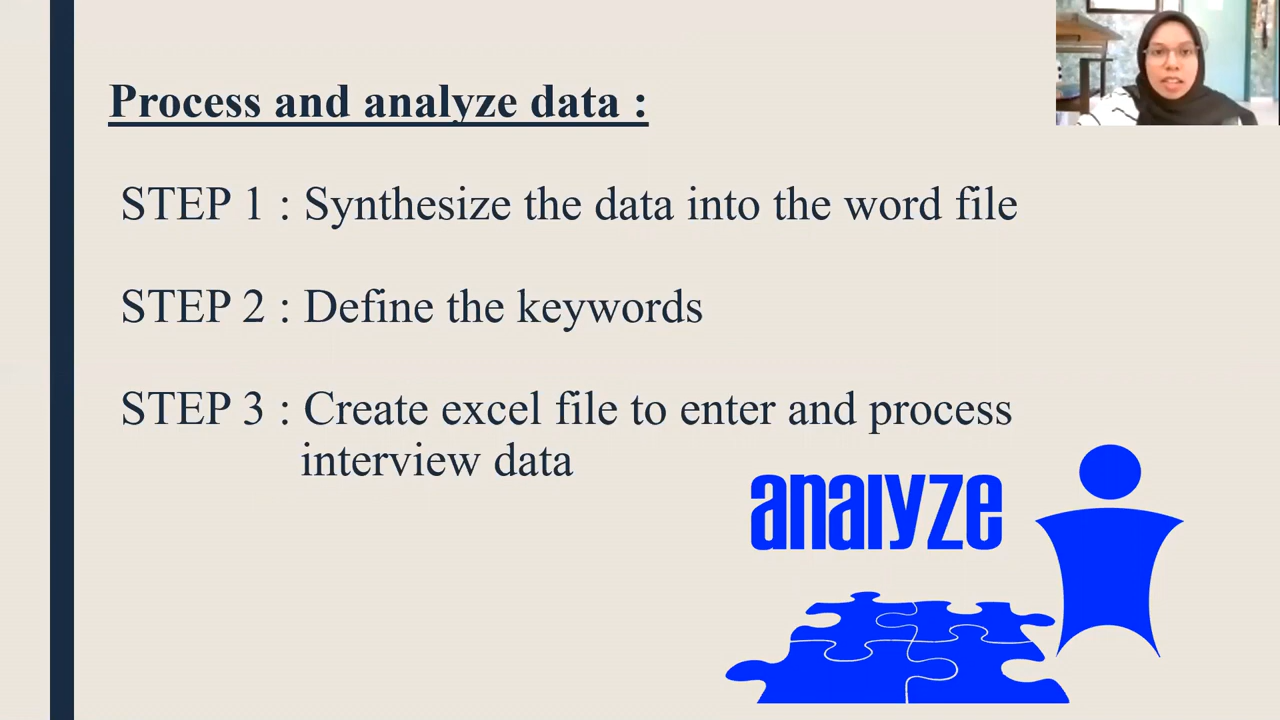 Process and analyze data :
STEP 1 : Synthesize the data into the word file
STEP 2 : Define the keywords
STEP 3 : Create excel file to enter and process
interview data
analyze